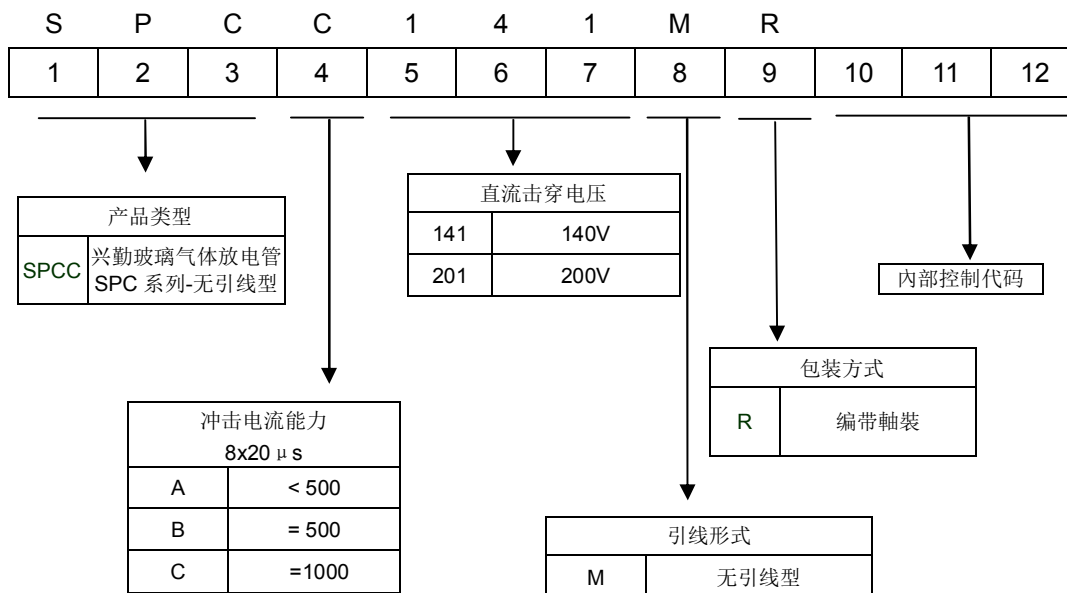 S P C C 1 4 1 M R
1 2 3 4 5 6 7 8 9 10 11 12
产品类型
SPCC 兴勤玻璃气体放电管
SPC 系列-无引线型
直流击穿电压
141 140V
201 200V
內部控制代码
包装方式
R 编带軸裝
冲击电流能力
8x20 μ s
A < 500
B = 500
C =1000
引线形式
M 无引线型